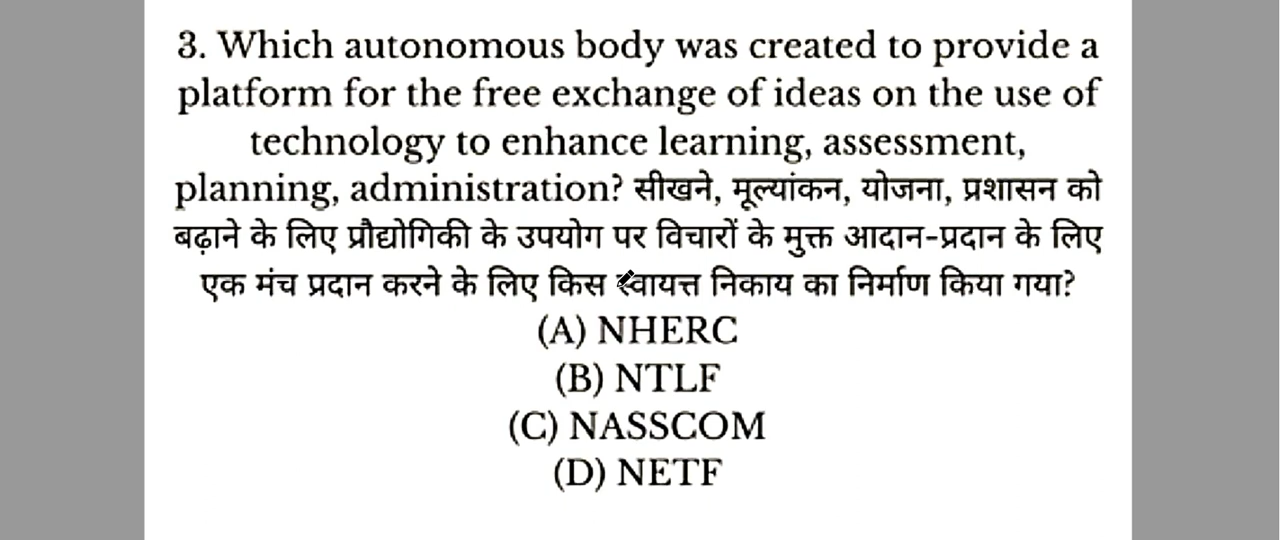 3. Which autonomous body was created to provide a
platform for the free exchange of ideas on the use of
technology to enhance learning, assessment,
planning, administration? सीखने, मूल्यांकन, योजना, प्रशासन को
बढ़ाने के लिए प्रौद्योगिकी के उपयोग पर विचारों के मुक्त आदान-प्रदान के लिए
एक मंच प्रदान करने के लिए किस स्वायत्त निकाय का निर्माण किया गया?
(A) NHERC
(B) NTLF
(C) NASSCOM
(D) NETF